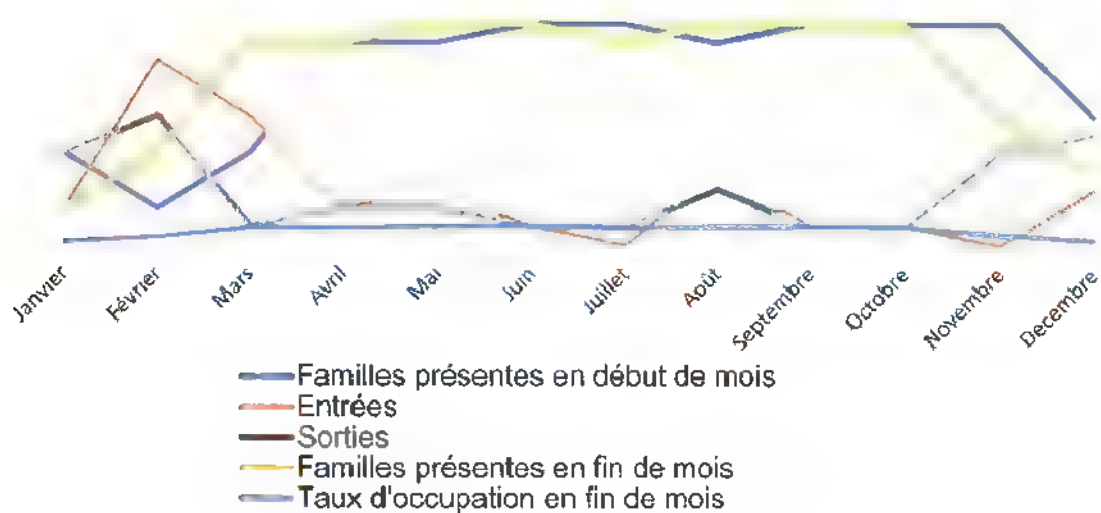 Janvier
Février
Mars
Avril
Mai
Juin
Juillet
Août
Septembre
Octobre
Novembre
Decembre
Familles présentes en début de mois
Entrées
Sorties
Familles présentes en fin de mois
Taux d'occupation en fin de mois